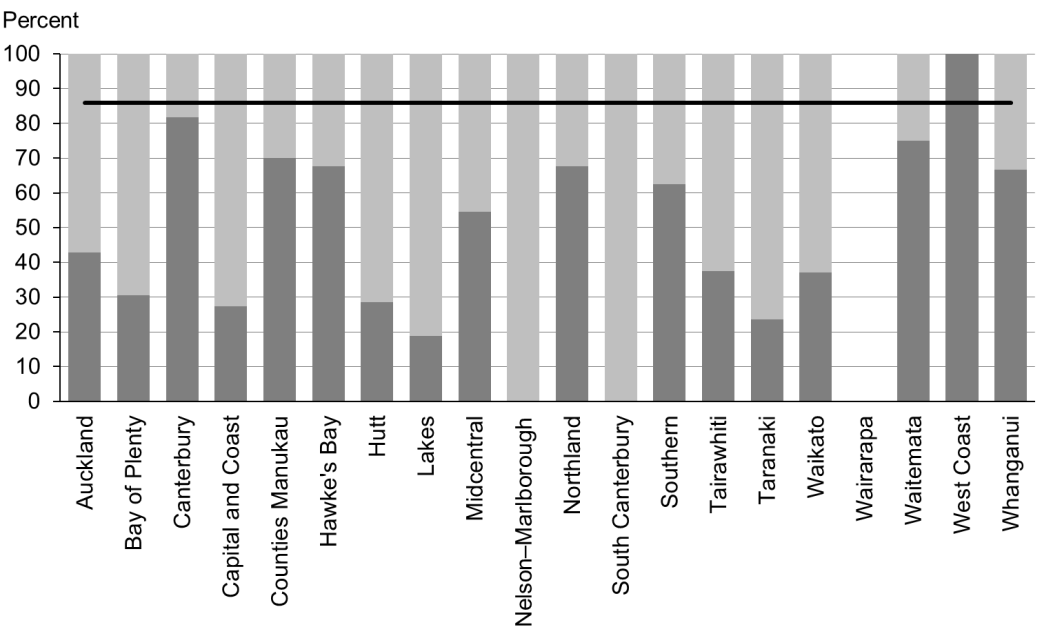 Percent
100
90
80
70
60
50
40
30
20
10
0
Auckland
Bay of Plenty
Canterbury
Capital and Coast
Counties Manukau
Hawke's Bay
Hutt
Lakes
Midcentral
Nelson–Marlborough
Northland
South Canterbury
Southern
Tairawhiti
Taranaki
Waikato
Wairarapa
Waitemata
West Coast
Whanganui